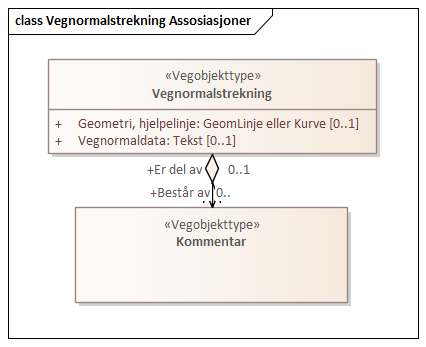 class Vegnormalstrekning Assosiasjoner
«Vegobjekttype»
Vegnormalstrekning
+ Geometri, hjelpelinje: GeomLinje eller Kurve [0..1]
+ Vegnormaldata: Tekst [0..1]
+Er del av 0..1
+Består av 0..
«Vegobjekttype»
Kommentar